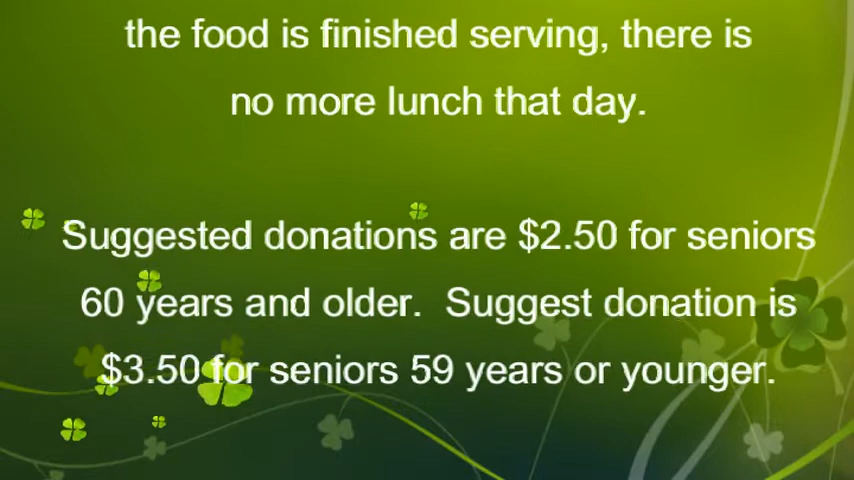 the food is finished serving, there is
no more lunch that day.
Suggested donations are $2.50 for seniors
60 years and older.  Suggest donation is
$3.50 for seniors 59 years or younger.